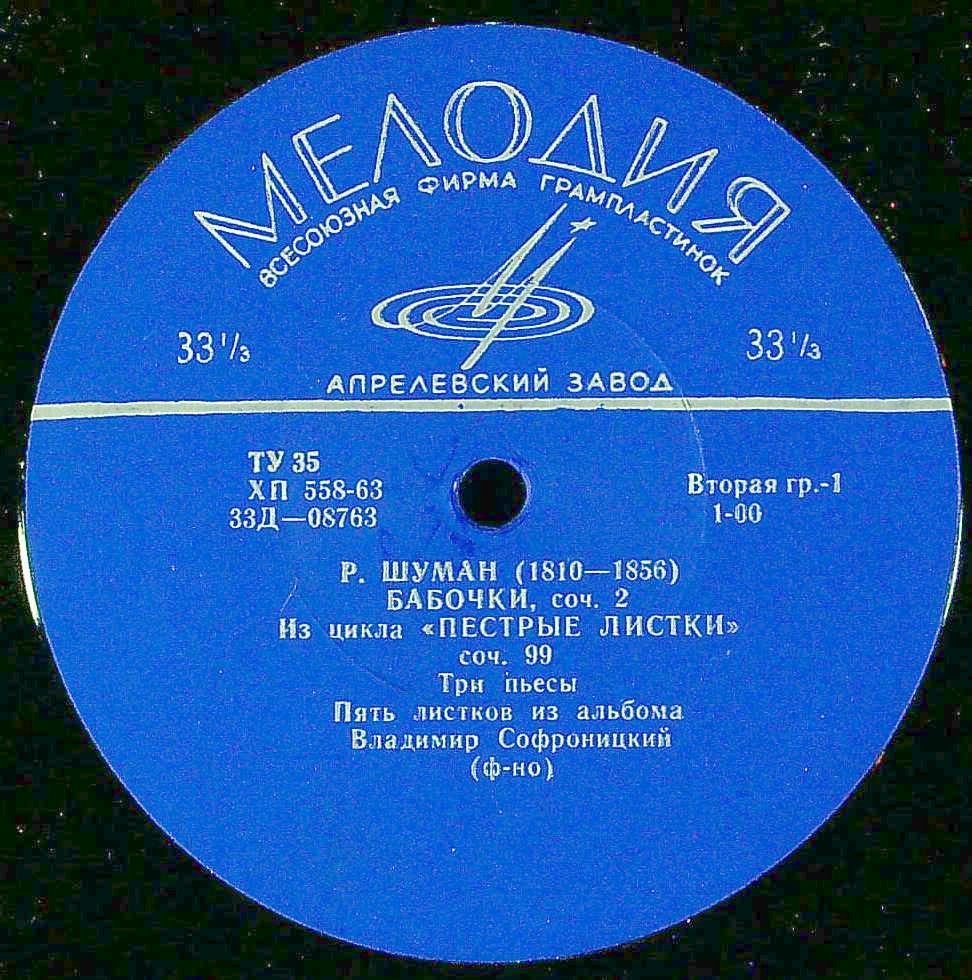 МЕЛОДИЯ
ВСЕСОЮЗНАЯ ФИРМА ГРАМПЛАСТИНОК
33 1/3
33 1/3
АПРЕЛЕВСКИЙ ЗАВОД
ТУ 35
ХП 558-63
33Д—08763
Вторая гр.-1
1-00
Р. ШУМАН (1810—1856)
БАБОЧКИ, соч. 2
Из цикла «ПЕСТРЫЕ ЛИСТКИ»
соч. 99
Три пьесы
Пять листков из альбома
Владимир Софроницкий
(ф-но)